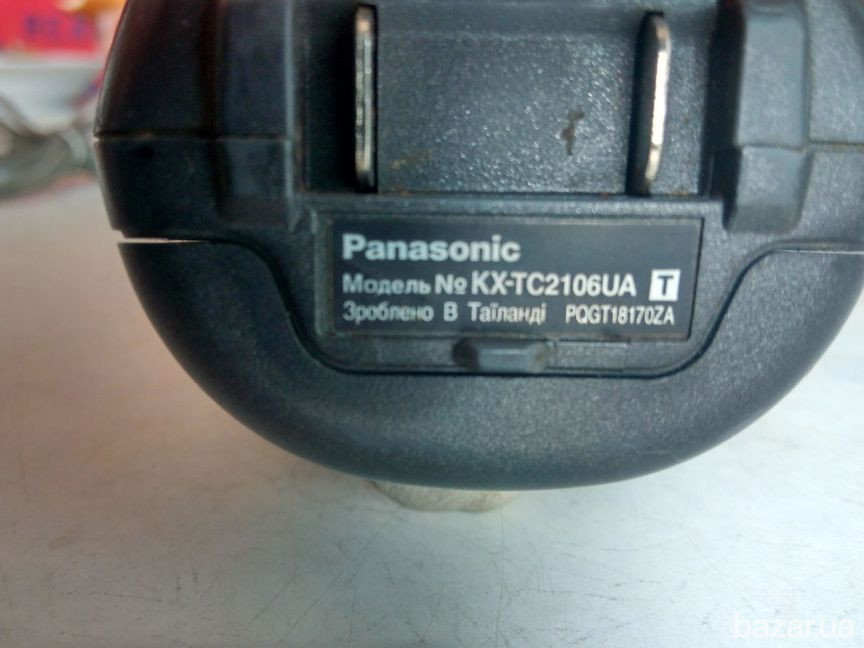 Panasonic
Модель № KX-TC2106UA T
Зроблено В Таїланді PQGT18170ZA
bazar.ua